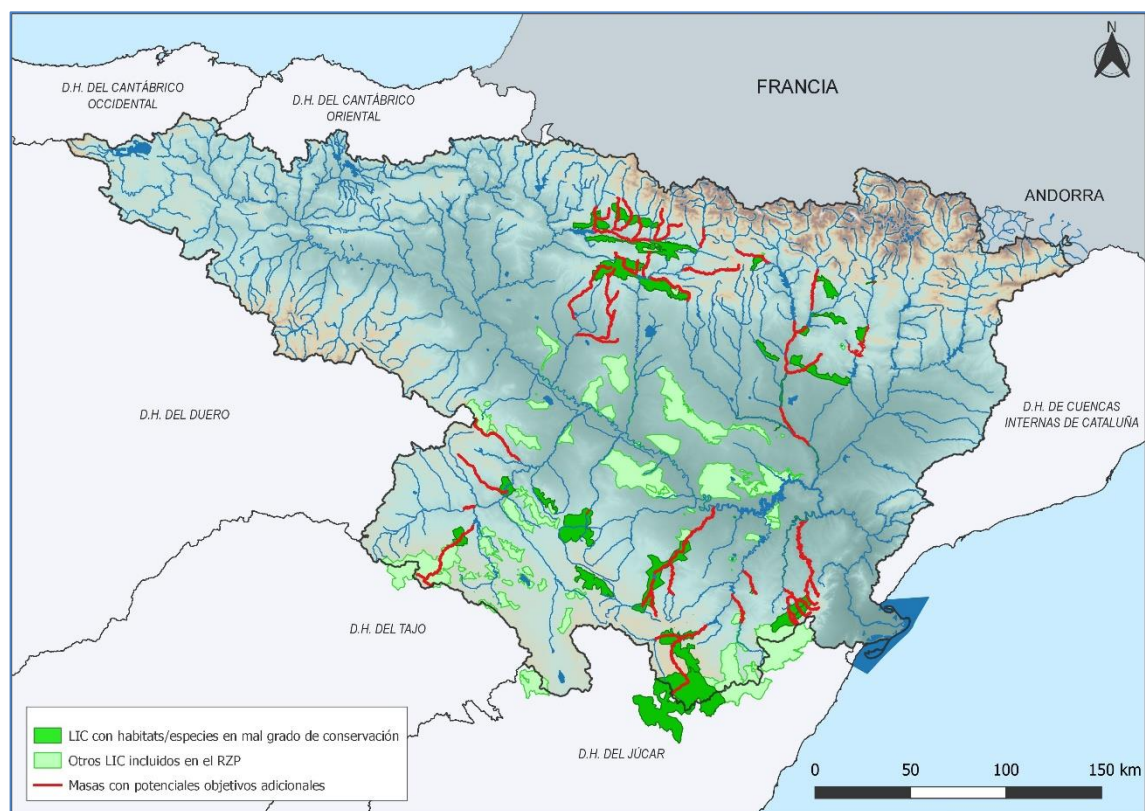 N
D.H. DEL CANTÁBRICO
OCCIDENTAL
D.H. DEL CANTÁBRICO
ORIENTAL
FRANCIA
ANDORRA
D.H. DEL DUERO
D.H. DE CUENCAS
INTERNAS DE CATALUÑA
D.H. DEL TAJO
D.H. DEL JÚCAR
LIC con habitats/especies en mal grado de conservación
Otros LIC incluidos en el RZP
Masas con potenciales objetivos adicionales
0 50 100 150 km